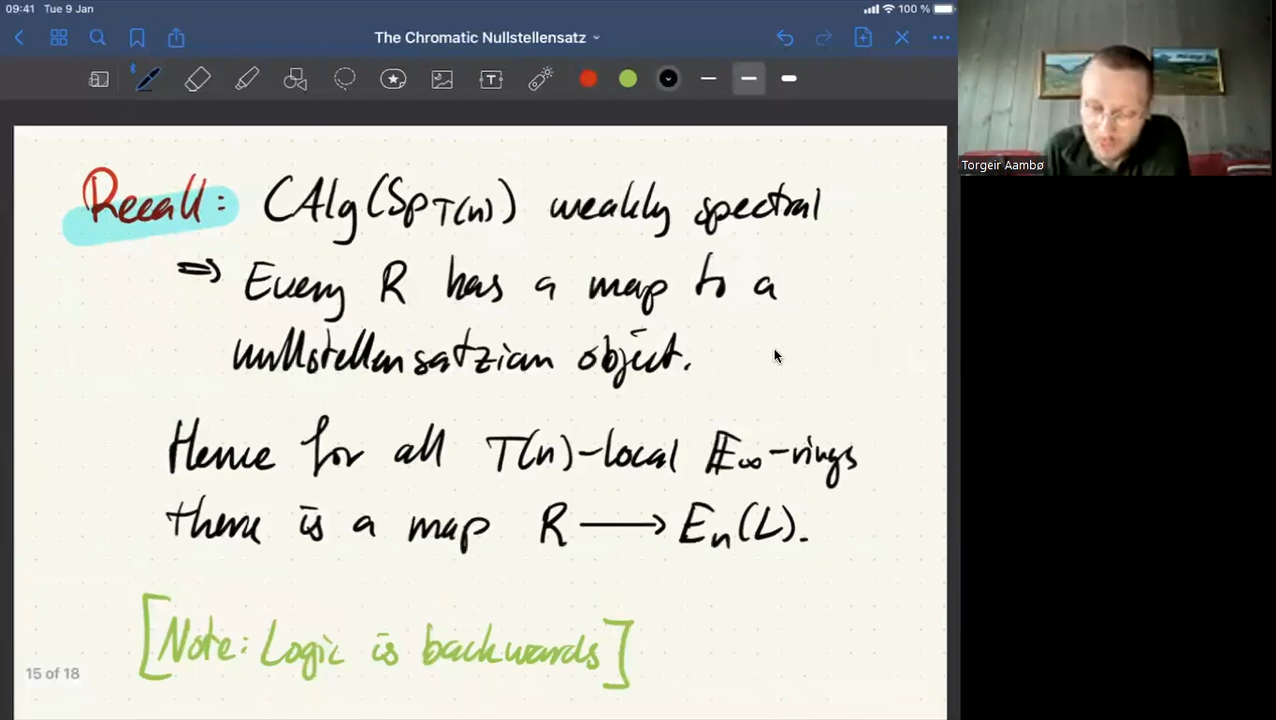 09:41 Tue 9 Jan
100 %
The Chromatic Nullstellensatz
Recall: CAlg(Sp_T(n)) weakly spectral
⇒ Every R has a map to a
nullstellensatzian object.
Hence for all T(n)-local 𝔼∞-rings
there is a map R ⟶ Eₙ(L).
[Note: Logic is backwards]
15 of 18
Torgeir Aambø